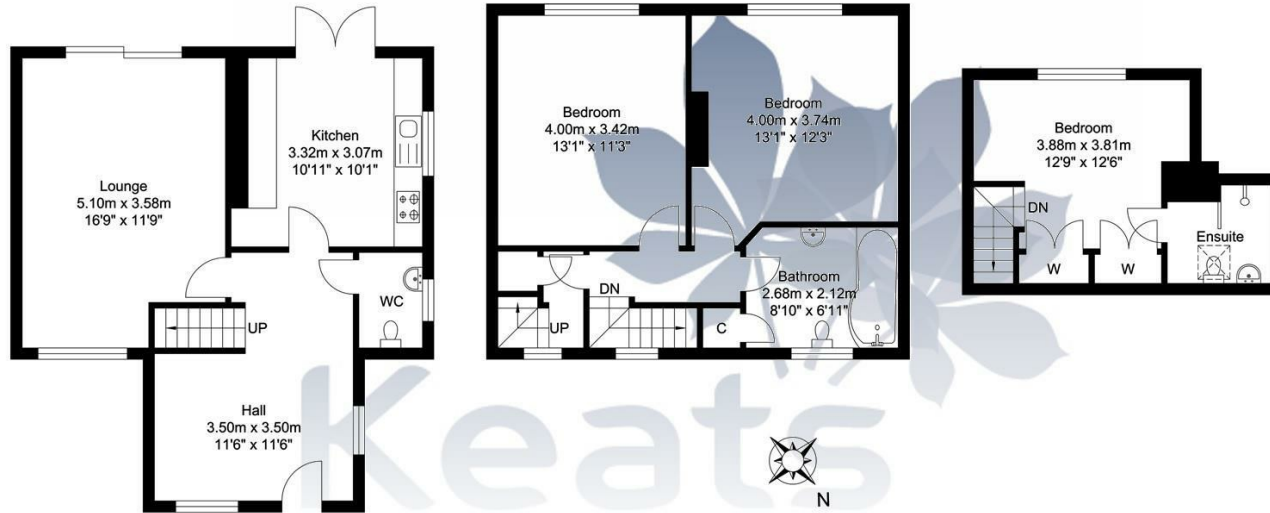 Lounge
5.10m x 3.58m
16'9" x 11'9"
Kitchen
3.32m x 3.07m
10'11" x 10'1"
WC
UP
Hall
3.50m x 3.50m
11'6" x 11'6"
Bedroom
4.00m x 3.42m
13'1" x 11'3"
Bedroom
4.00m x 3.74m
13'1" x 12'3"
Bathroom
2.68m x 2.12m
8'10" x 6'11"
DN
UP
C
Bedroom
3.88m x 3.81m
12'9" x 12'6"
DN
W
W
Ensuite
Keats
N